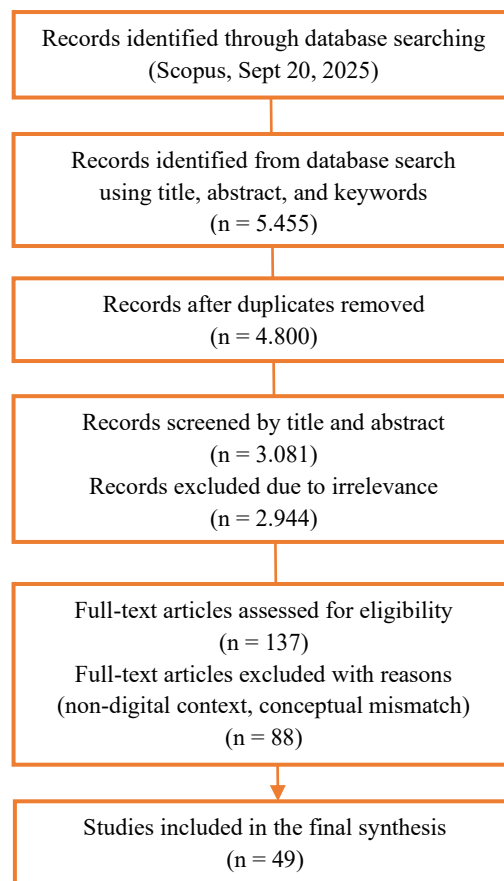 Records identified through database searching
(Scopus, Sept 20, 2025)
Records identified from database search
using title, abstract, and keywords
(n = 5.455)
Records after duplicates removed
(n = 4.800)
Records screened by title and abstract
(n = 3.081)
Records excluded due to irrelevance
(n = 2.944)
Full-text articles assessed for eligibility
(n = 137)
Full-text articles excluded with reasons
(non-digital context, conceptual mismatch)
(n = 88)
Studies included in the final synthesis
(n = 49)